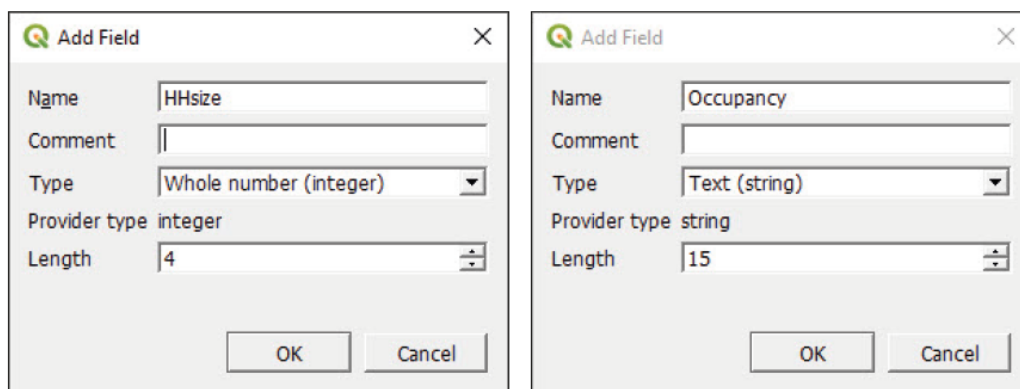 Add Field
Name HHsize
Comment
Type Whole number (integer)
Provider type integer
Length 4
OK Cancel
Add Field
Name Occupancy
Comment
Type Text (string)
Provider type string
Length 15
OK Cancel